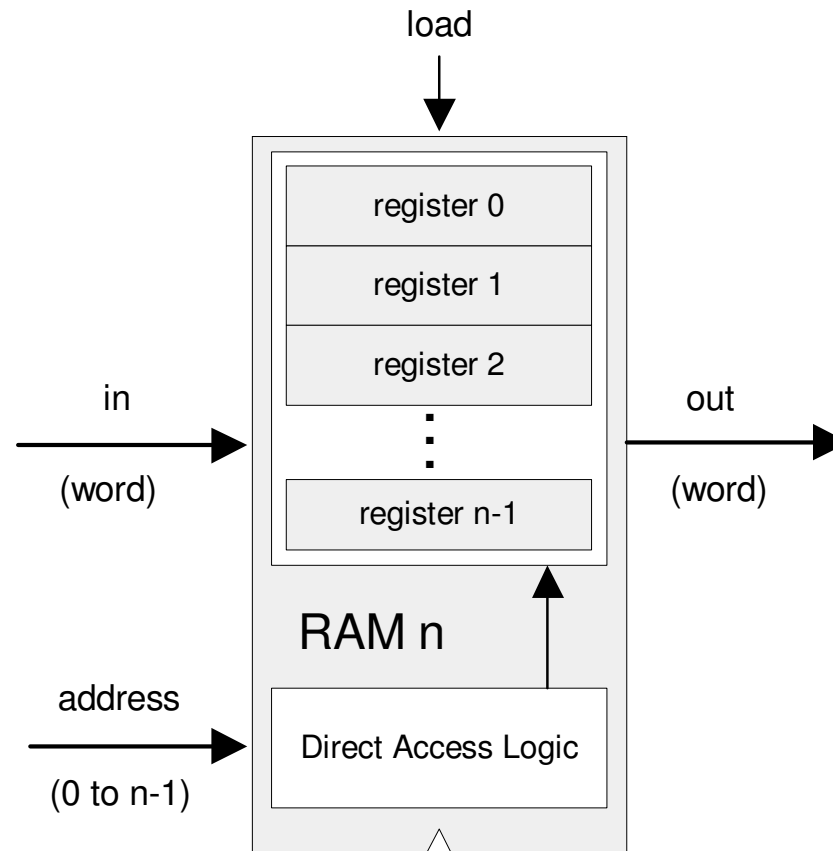 load
register 0
register 1
register 2
in
(word)
out
(word)
register n-1
RAM n
address
(0 to n-1)
Direct Access Logic